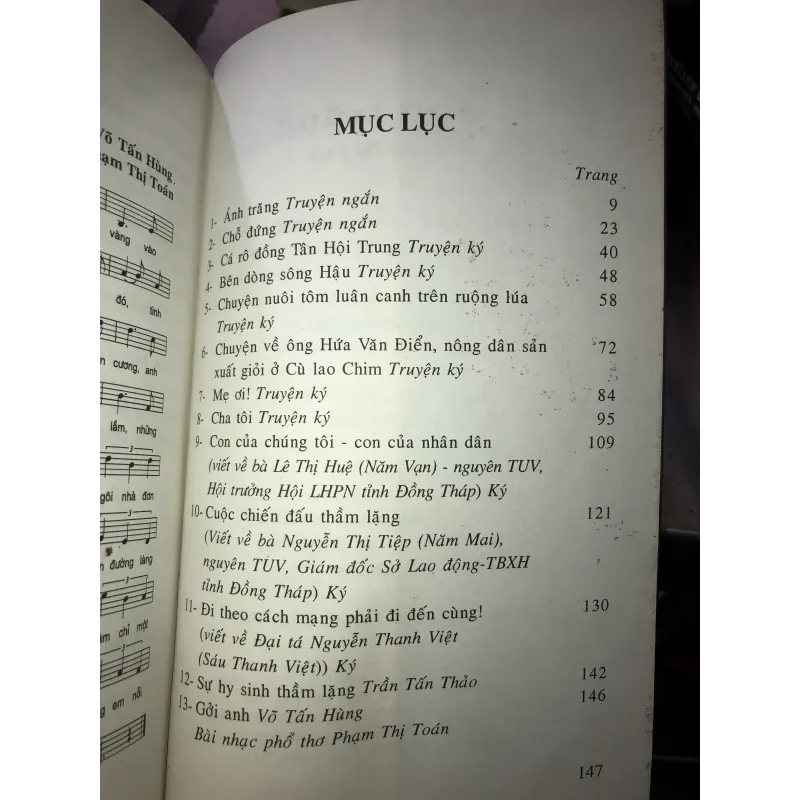 Võ Tấn Hùng
Phạm Thị Toán
vàng vào
đó, tình
cương, anh
lắm, những
nhà đơn
đường làng
chỉ một
em nỗi
MỤC LỤC
Trang
1- Ánh trăng Truyện ngắn 9
2- Chỗ đứng Truyện ngắn 23
3- Cá rô đồng Tân Hội Trung Truyện ký 40
4- Bên dòng sông Hậu Truyện ký 48
5- Chuyện nuôi tôm luân canh trên ruộng lúa 58
Truyện ký
6- Chuyện về ông Hứa Văn Điển, nông dân sản 72
xuất giỏi ở Cù lao Chim Truyện ký
7- Mẹ ơi! Truyện ký 84
8- Cha tôi Truyện ký 95
9- Con của chúng tôi - con của nhân dân 109
(viết về bà Lê Thị Huệ (Năm Vạn) - nguyên TUV,
Hội trưởng Hội LHPN tỉnh Đồng Tháp) Ký
10- Cuộc chiến đấu thầm lặng 121
(Viết về bà Nguyễn Thị Tiệp (Năm Mai),
nguyên TUV, Giám đốc Sở Lao động-TBXH
tỉnh Đồng Tháp) Ký
11- Đi theo cách mạng phải đi đến cùng! 130
(viết về Đại tá Nguyễn Thanh Việt
(Sáu Thanh Việt)) Ký
12- Sự hy sinh thầm lặng Trần Tấn Thảo 142
13- Gởi anh Võ Tấn Hùng 146
Bài nhạc phổ thơ Phạm Thị Toán
147